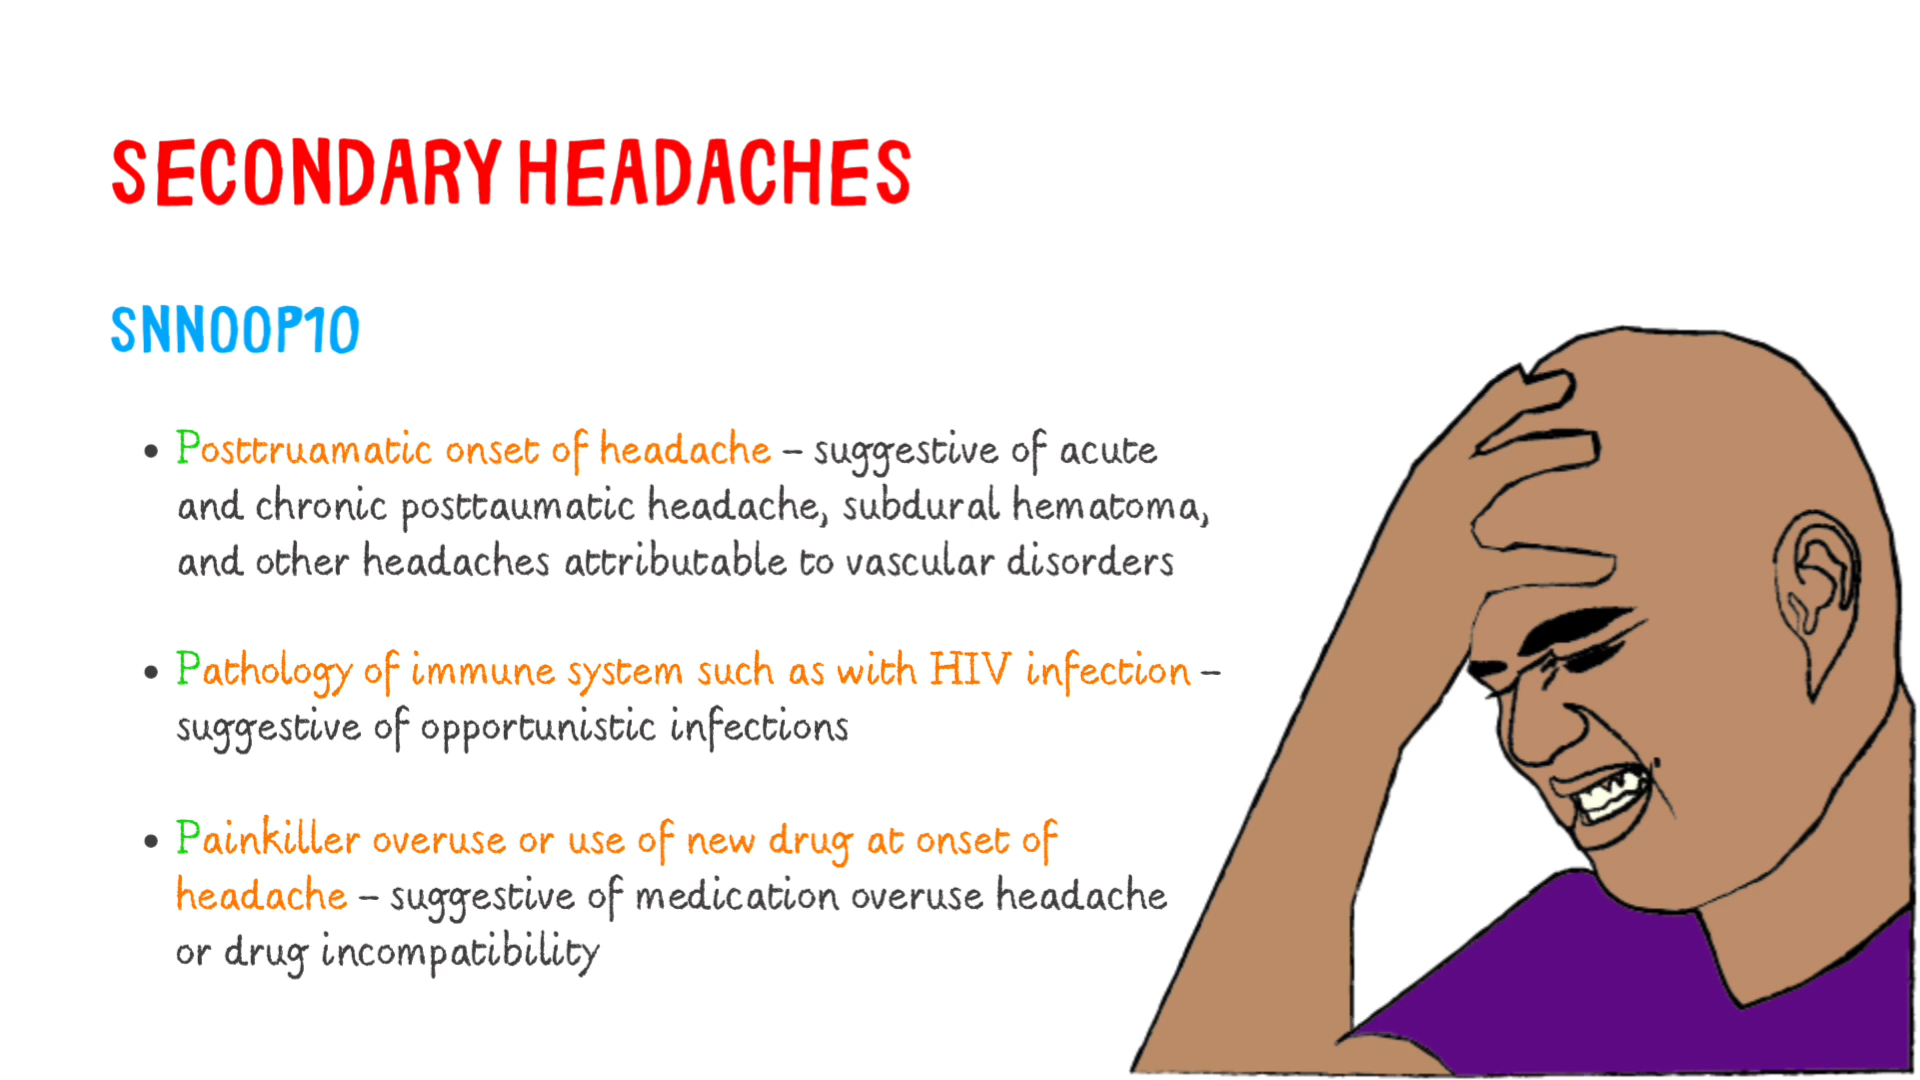 SECONDARY HEADACHES
SNNOOP10
• Posttruamatic onset of headache – suggestive of acute
and chronic posttaumatic headache, subdural hematoma,
and other headaches attributable to vascular disorders
• Pathology of immune system such as with HIV infection –
suggestive of opportunistic infections
• Painkiller overuse or use of new drug at onset of
headache – suggestive of medication overuse headache
or drug incompatibility